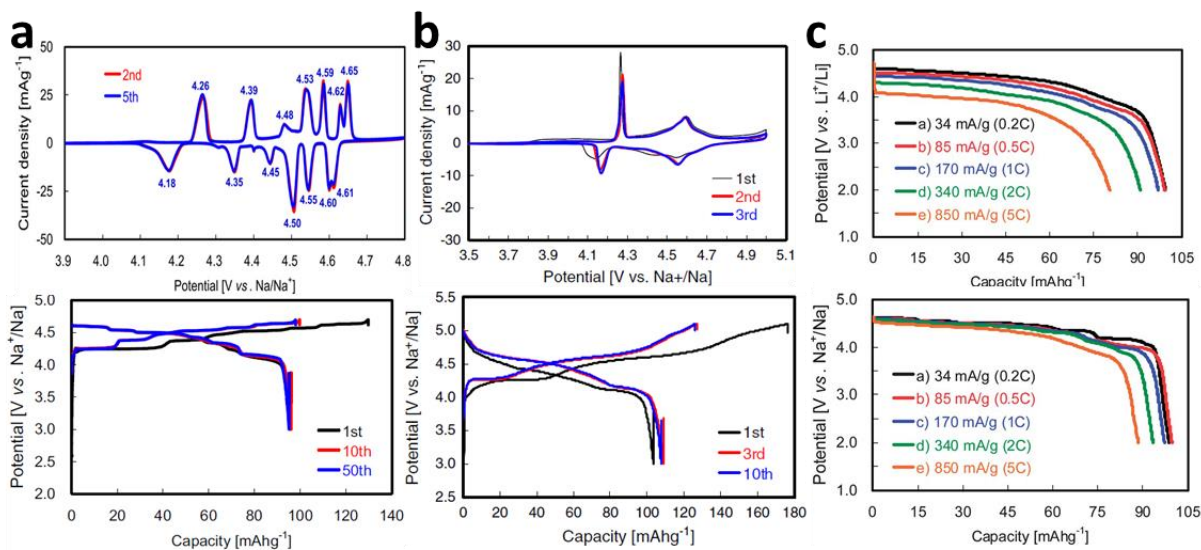 a
50
25
0
-25
-50
Current density [mAg-1]
2nd
5th
4.26
4.39
4.48
4.53
4.59
4.62
4.65
4.18
4.35
4.45
4.50
4.55
4.60
4.61
3.9 4.0 4.1 4.2 4.3 4.4 4.5 4.6 4.7 4.8
Potential [V vs. Na/Na+]
5.0
4.5
4.0
3.5
3.0
2.5
2.0
Potential [V vs. Na+/Na]
1st
10th
50th
0 20 40 60 80 100 120 140
Capacity [mAhg-1]
b
30
20
10
0
-10
-20
-30
Current density [mAg-1]
1st
2nd
3rd
3.5 3.7 3.9 4.1 4.3 4.5 4.7 4.9 5.1
Potential [V vs. Na+/Na]
5.5
5.0
4.5
4.0
3.5
3.0
2.5
Potential [V vs. Na+/Na]
1st
3rd
10th
0 20 40 60 80 100 120 140 160 180
Capacity [mAhg-1]
c
5.0
4.0
3.0
2.0
1.0
Potential [V vs. Li+/Li]
a) 34 mA/g (0.2C)
b) 85 mA/g (0.5C)
c) 170 mA/g (1C)
d) 340 mA/g (2C)
e) 850 mA/g (5C)
0 15 30 45 60 75 90 105
Capacity [mAhg-1]
5.0
4.0
3.0
2.0
1.0
Potential [V vs. Na+/Na]
a) 34 mA/g (0.2C)
b) 85 mA/g (0.5C)
c) 170 mA/g (1C)
d) 340 mA/g (2C)
e) 850 mA/g (5C)
0 15 30 45 60 75 90 105
Capacity [mAhg-1]